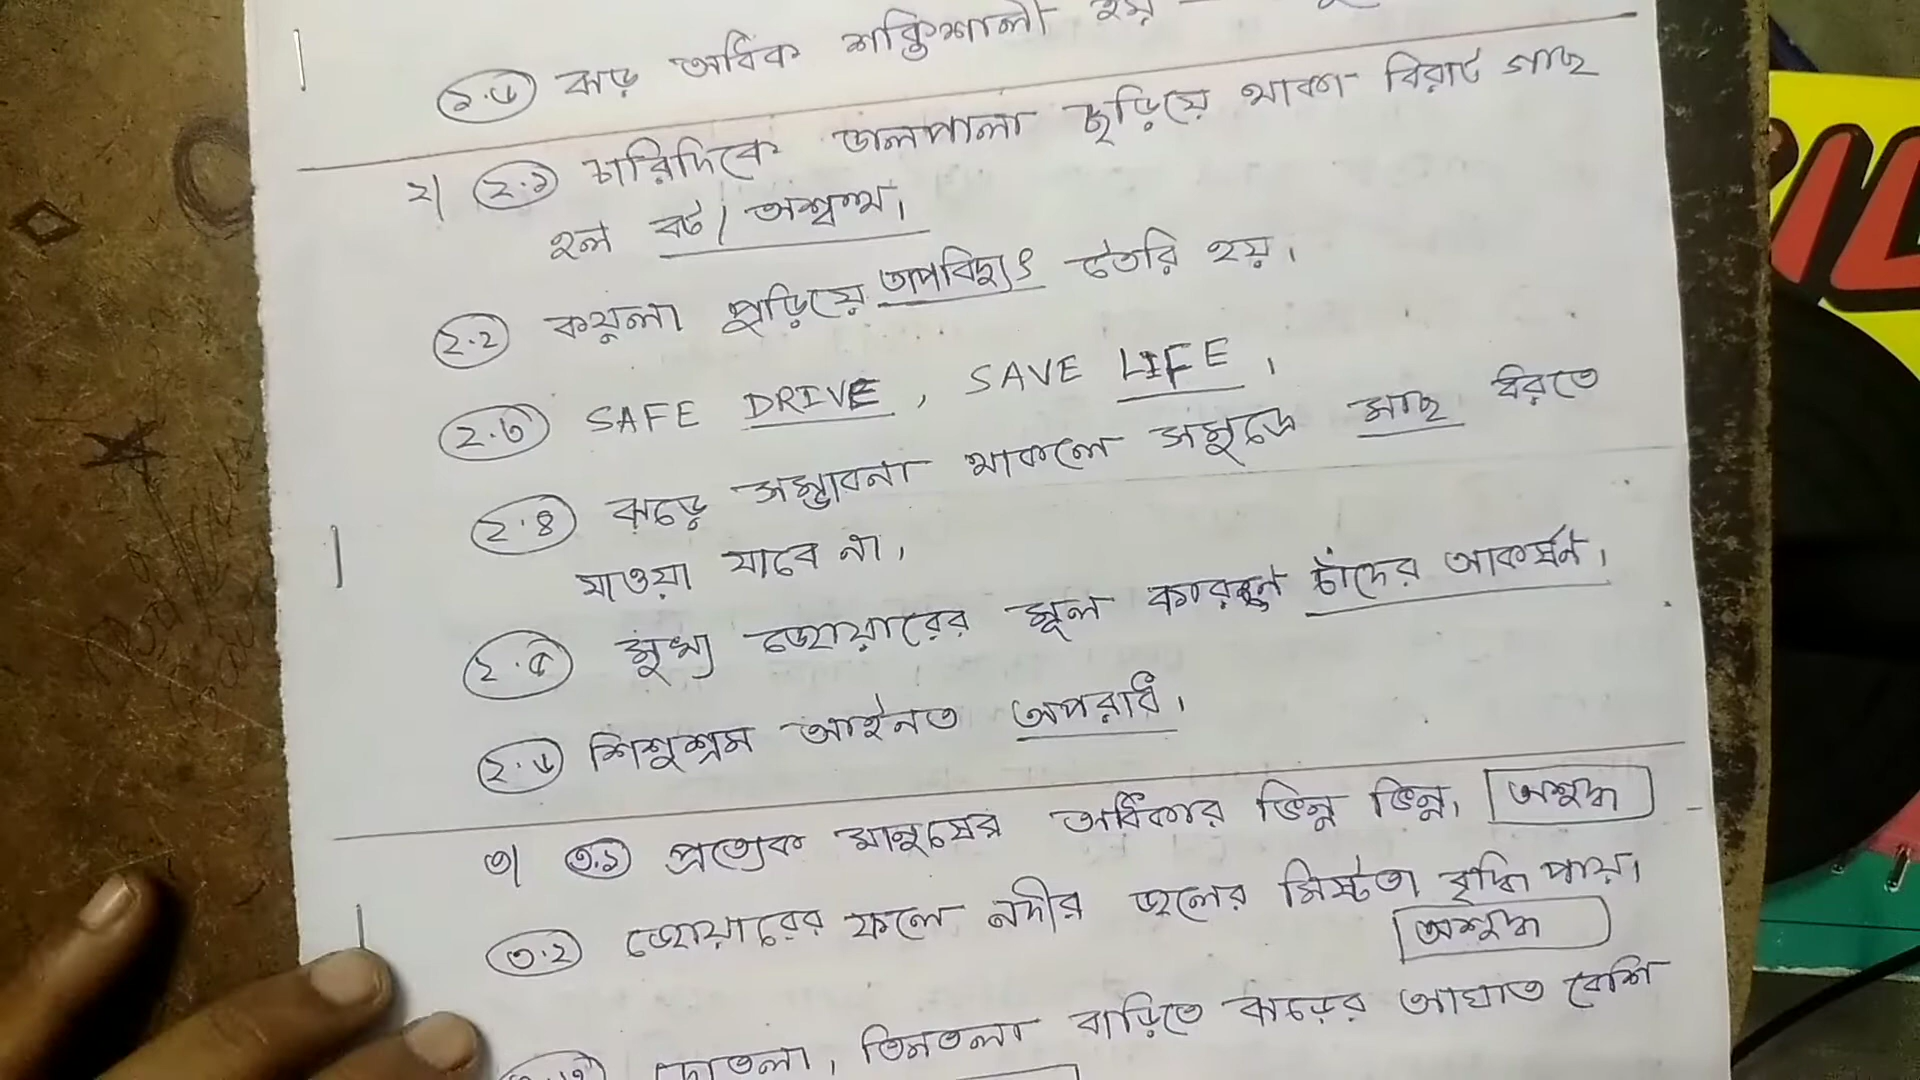 ১.৬ ঝড় অধিক শক্তিশালী হয়
২) ২.১ চারিদিকে ডালপালা ছড়িয়ে থাকা বিরাট গাছ
হল বট/অশ্বত্থ।
২.২ কয়লা পুড়িয়ে তাপবিদ্যুৎ তৈরি হয়।
২.৩ SAFE DRIVE, SAVE LIFE।
২.৪ ঝড়ে সম্ভাবনা থাকলে সমুদ্রে মাছ ধরতে
যাওয়া যাবে না।
২.৫ মুখ্য জোয়ারের মূল কারণ চাঁদের আকর্ষন।
২.৬ শিশুশ্রম আইনত অপরাধ।
৩) ৩.১ প্রত্যেক মানুষের অধিকার ভিন্ন ভিন্ন। অশুদ্ধ
৩.২ জোয়ারের ফলে নদীর জলের মিস্টতা বৃদ্ধি পায়।
অশুদ্ধ
দোতলা, তিনতলা বাড়িতে ঝড়ের আঘাত বেশি